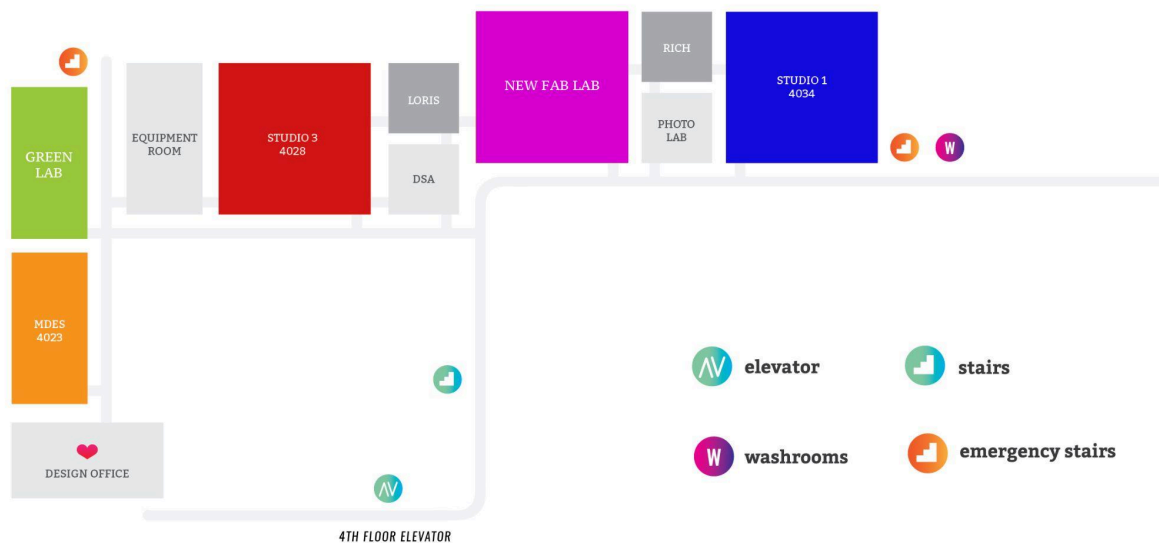 GREEN
LAB
EQUIPMENT
ROOM
STUDIO 3
4028
LORIS
DSA
NEW FAB LAB
RICH
PHOTO
LAB
STUDIO 1
4034
W
MDES
4023
DESIGN OFFICE
4TH FLOOR ELEVATOR
elevator
stairs
W
washrooms
emergency stairs